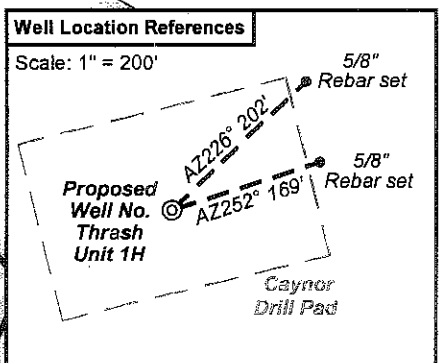 Well Location References
Scale: 1" = 200'
5/8"
Rebar set
AZ226° 202'
5/8"
Rebar set
AZ252° 169'
Proposed
Well No.
Thrash
Unit 1H
Caynor
Drill Pad